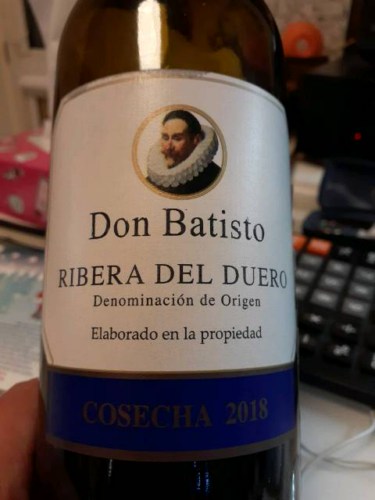 Don Batisto
RIBERA DEL DUERO
Denominación de Origen
Elaborado en la propiedad
COSECHA 2018